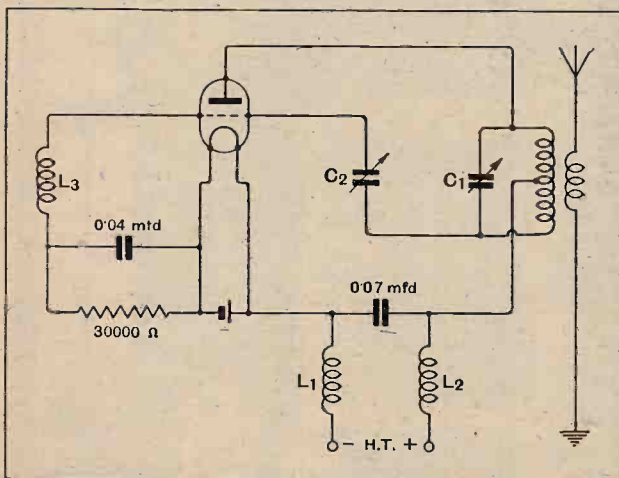 C₂
C₁
L₃
0·04 mfd
0·07 mfd
30000 Ω
L₁
L₂
- H.T. +